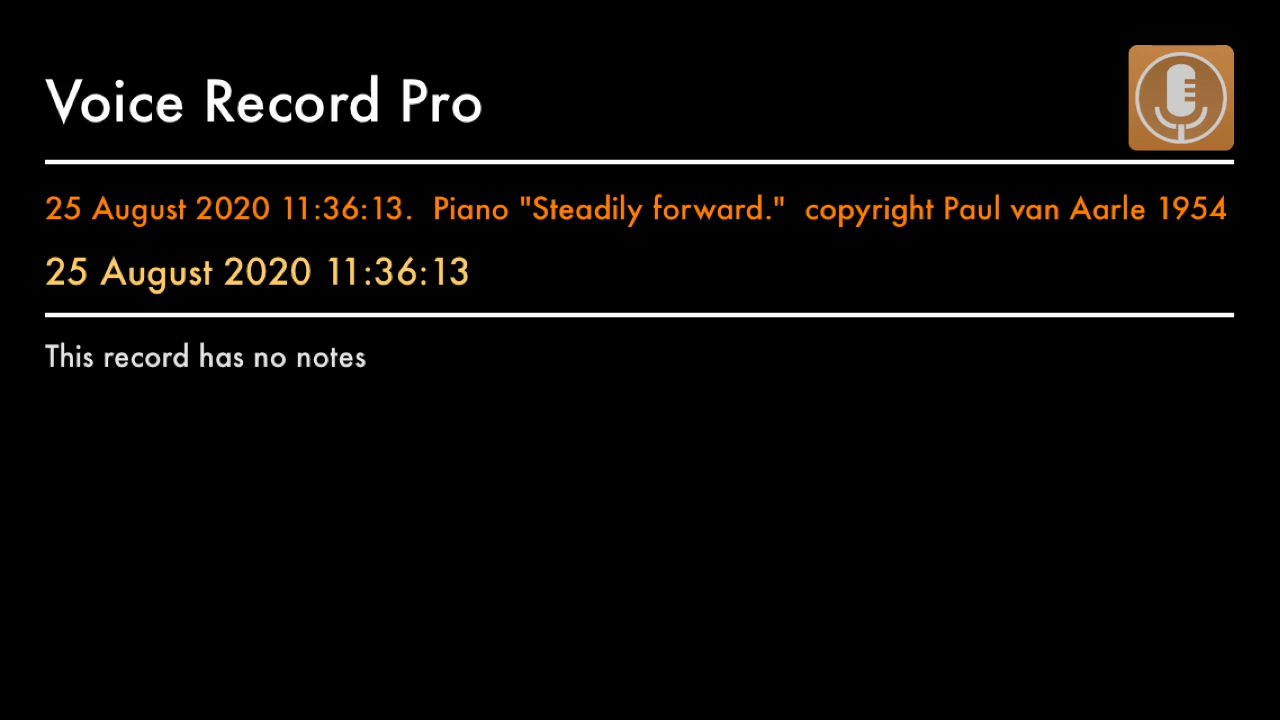 Voice Record Pro
25 August 2020 11:36:13.  Piano "Steadily forward."  copyright Paul van Aarle 1954
25 August 2020 11:36:13
This record has no notes